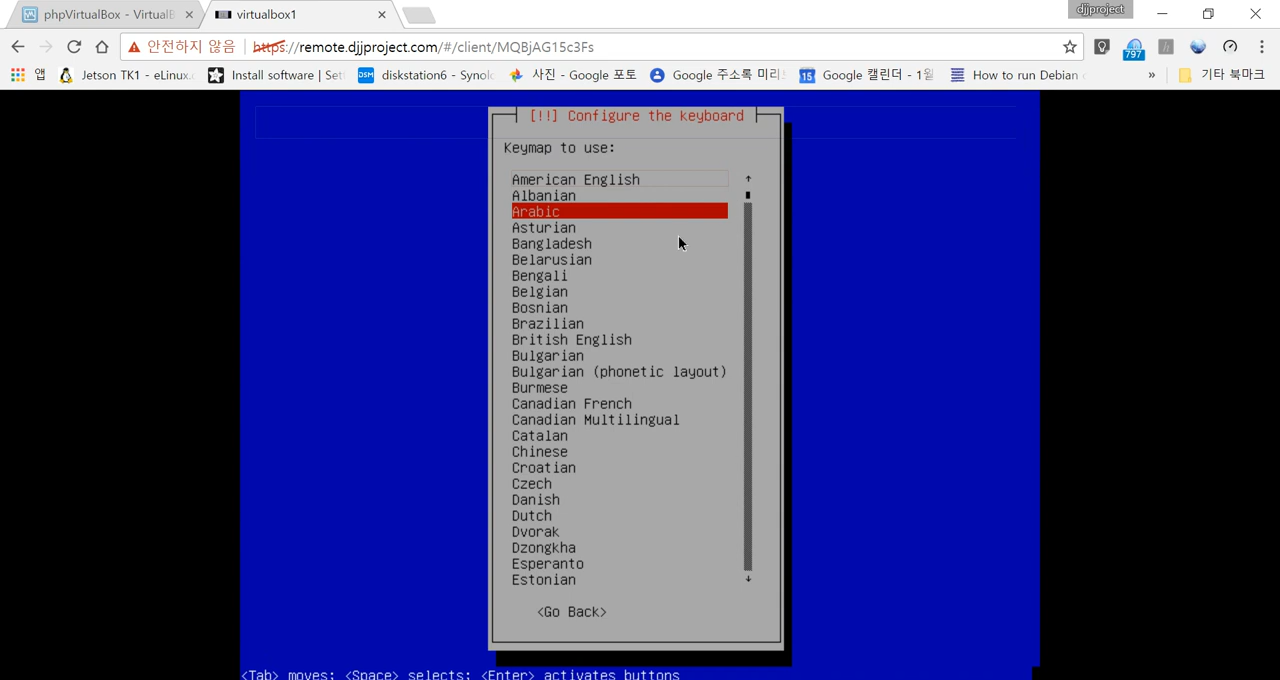 phpVirtualBox - VirtualB
virtualbox1
djjproject
안전하지 않음
https://remote.djjproject.com/#/client/MQBjAG15c3Fs
797
앱
Jetson TK1 - eLinux.
Install software | Set
DSM
diskstation6 - Synol
사진 - Google 포토
Google 주소록 미리
15
Google 캘린더 - 1월
How to run Debian
»
기타 북마크
[!!] Configure the keyboard
Keymap to use:
American English
Albanian
Arabic
Asturian
Bangladesh
Belarusian
Bengali
Belgian
Bosnian
Brazilian
British English
Bulgarian
Bulgarian (phonetic layout)
Burmese
Canadian French
Canadian Multilingual
Catalan
Chinese
Croatian
Czech
Danish
Dutch
Dvorak
Dzongkha
Esperanto
Estonian
<Go Back>
<Tab> moves; <Space> selects; <Enter> activates buttons